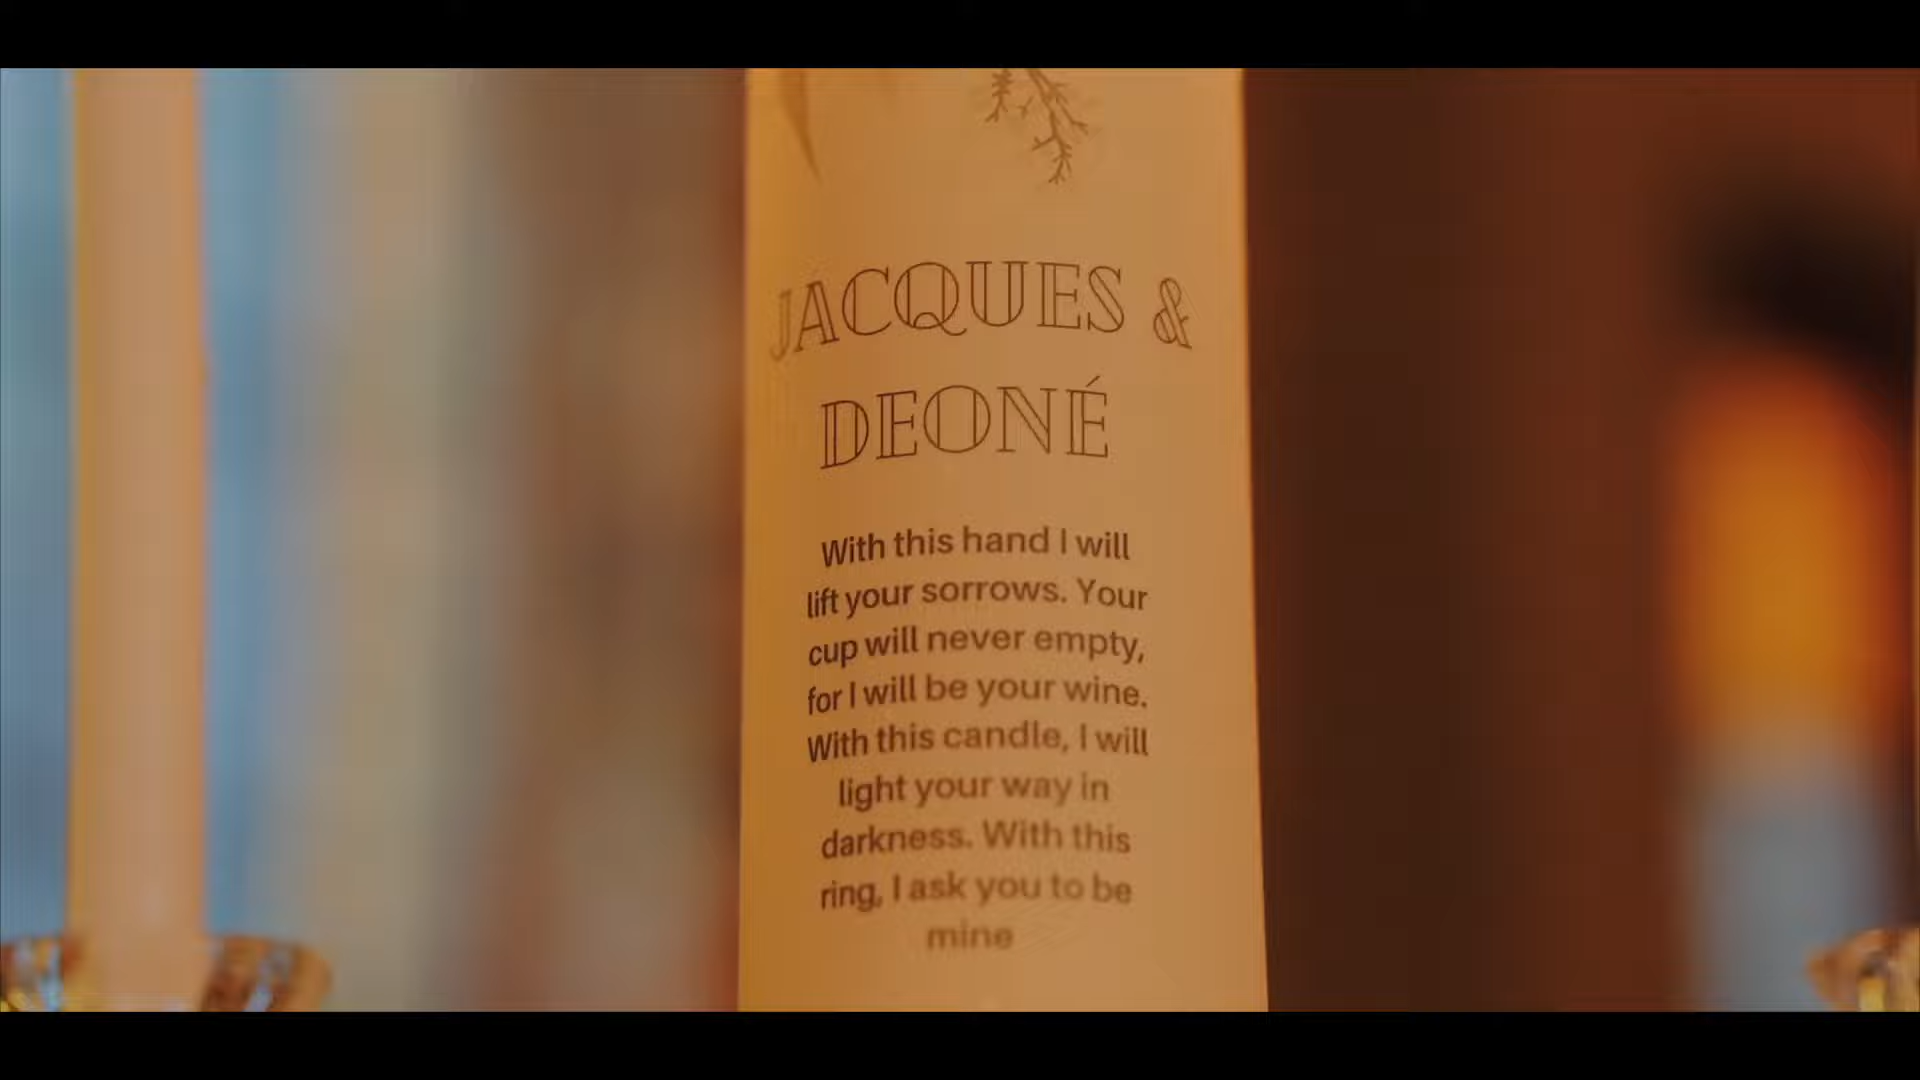 JACQUES &
DEONÉ
With this hand I will
lift your sorrows. Your
cup will never empty,
for I will be your wine.
With this candle, I will
light your way in
darkness. With this
ring, I ask you to be
mine